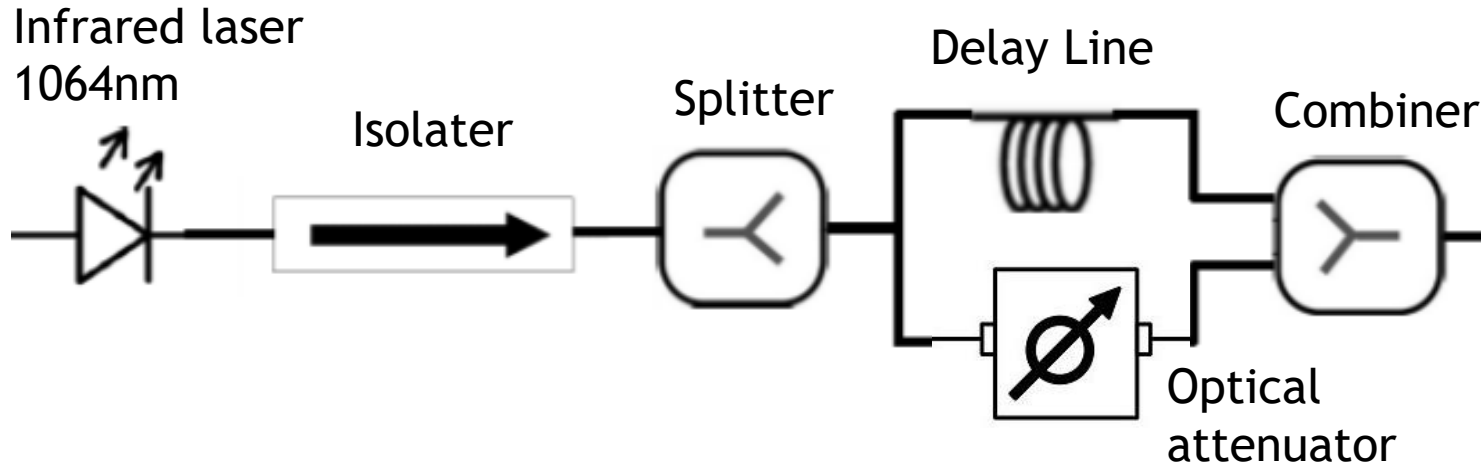 Infrared laser
1064nm
Isolater
Splitter
Delay Line
Combiner
Optical
attenuator